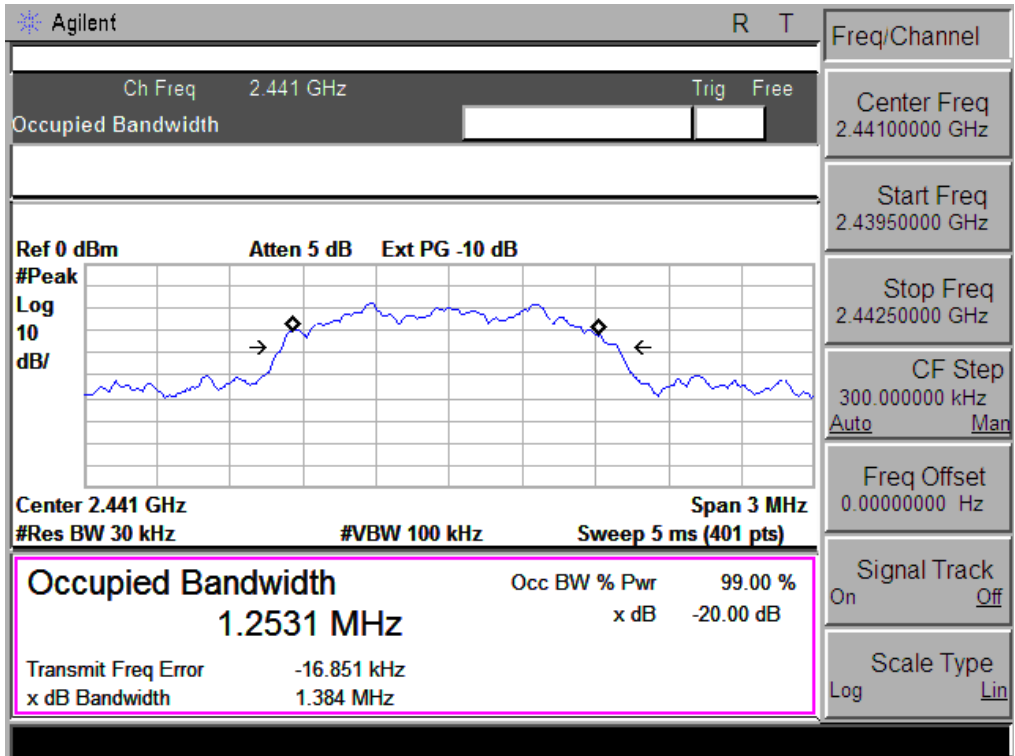 Agilent R T
Freq/Channel
Ch Freq 2.441 GHz Trig Free
Occupied Bandwidth
Center Freq
2.44100000 GHz
Start Freq
2.43950000 GHz
Stop Freq
2.44250000 GHz
CF Step
300.000000 kHz
Auto Man
Freq Offset
0.00000000 Hz
Signal Track
On Off
Scale Type
Log Lin
Ref 0 dBm Atten 5 dB Ext PG -10 dB
#Peak
Log
10
dB/
Center 2.441 GHz Span 3 MHz
#Res BW 30 kHz #VBW 100 kHz Sweep 5 ms (401 pts)
Occupied Bandwidth Occ BW % Pwr 99.00 %
1.2531 MHz x dB -20.00 dB
Transmit Freq Error -16.851 kHz
x dB Bandwidth 1.384 MHz